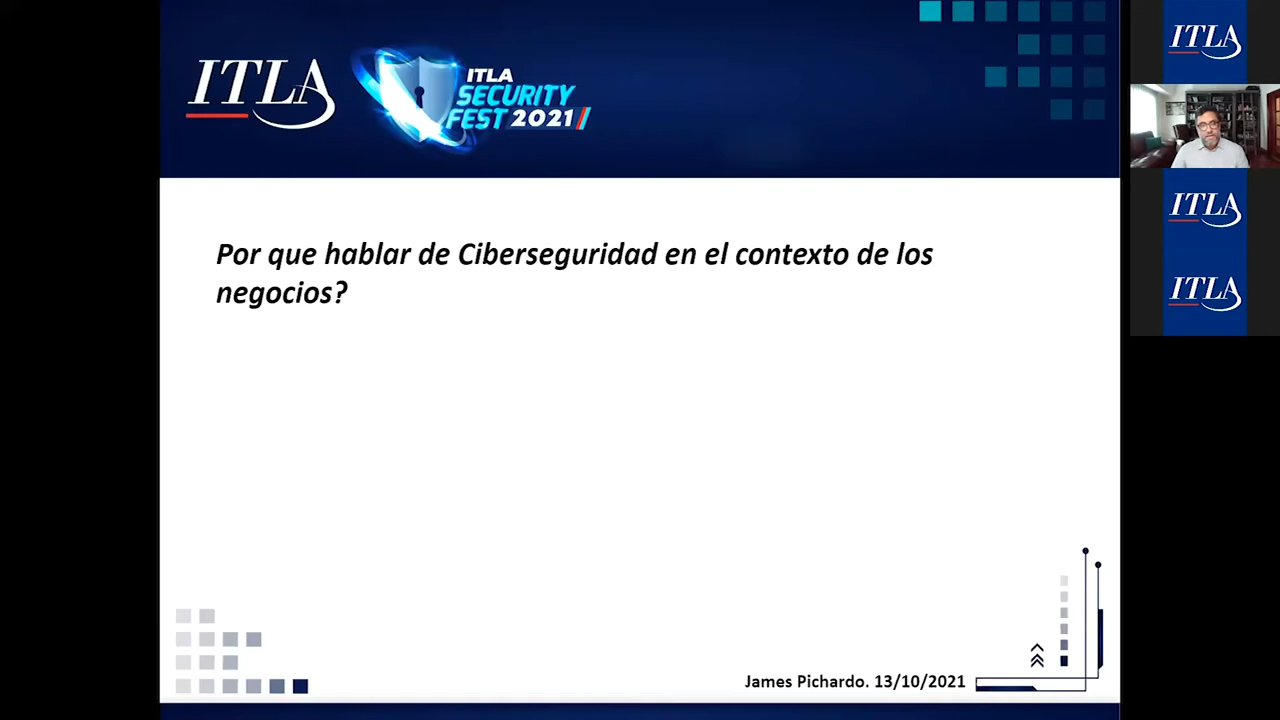 ITLA
ITLA
SECURITY
FEST 2021
Por que hablar de Ciberseguridad en el contexto de los
negocios?
James Pichardo. 13/10/2021
ITLA
ITLA
ITLA